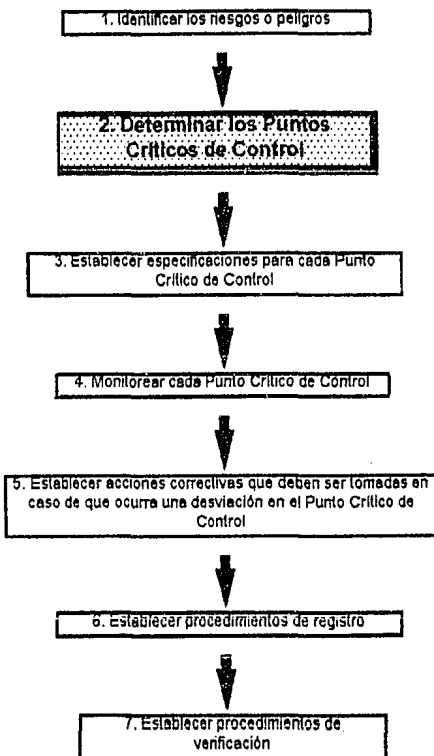 1. Identificar los riesgos o peligros
2. Determinar los Puntos
Críticos de Control
3. Establecer especificaciones para cada Punto
Crítico de Control
4. Monitorear cada Punto Crítico de Control
5. Establecer acciones correctivas que deben ser tomadas en
caso de que ocurra una desviación en el Punto Crítico de
Control
6. Establecer procedimientos de registro
7. Establecer procedimientos de
verificación